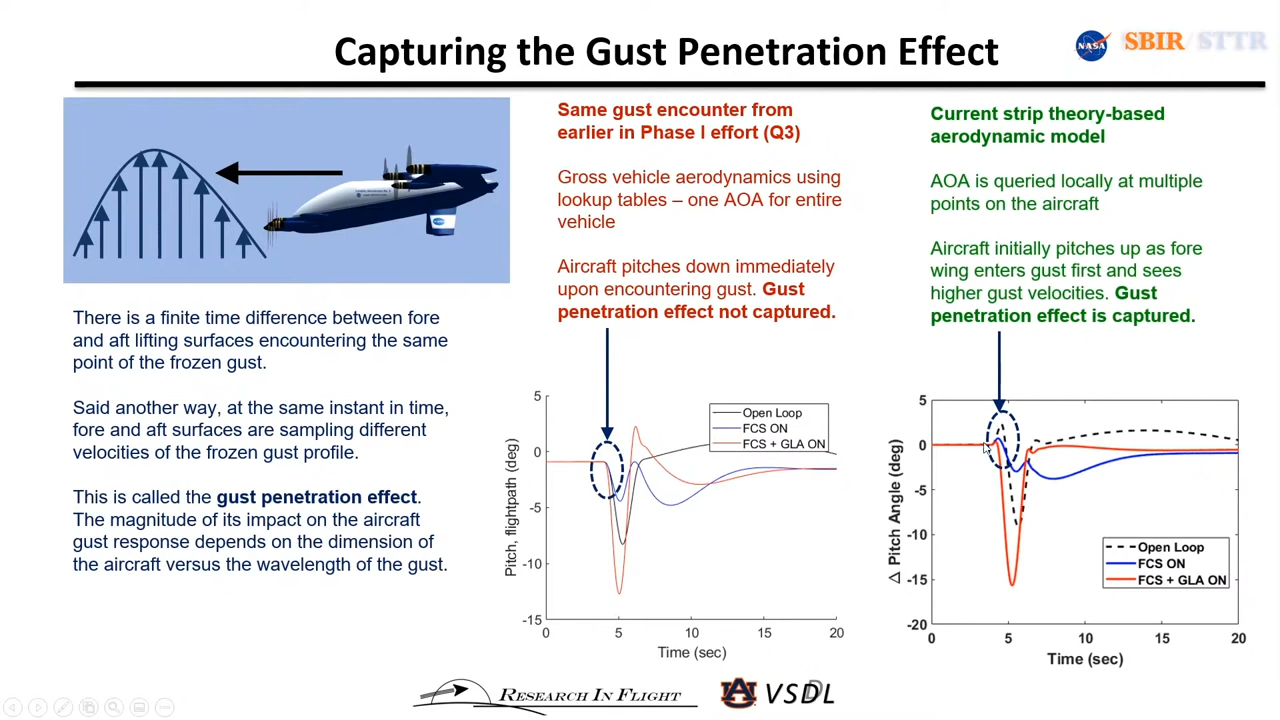 Capturing the Gust Penetration Effect
NASA
SBIR/STTR
There is a finite time difference between fore
and aft lifting surfaces encountering the same
point of the frozen gust.
Said another way, at the same instant in time,
fore and aft surfaces are sampling different
velocities of the frozen gust profile.
This is called the gust penetration effect.
The magnitude of its impact on the aircraft
gust response depends on the dimension of
the aircraft versus the wavelength of the gust.
Same gust encounter from
earlier in Phase I effort (Q3)
Gross vehicle aerodynamics using
lookup tables – one AOA for entire
vehicle
Aircraft pitches down immediately
upon encountering gust. Gust
penetration effect not captured.
5
0
-5
-10
-15
Pitch, flightpath (deg)
Open Loop
FCS ON
FCS + GLA ON
0 5 10 15 20
Time (sec)
Current strip theory-based
aerodynamic model
AOA is queried locally at multiple
points on the aircraft
Aircraft initially pitches up as fore
wing enters gust first and sees
higher gust velocities. Gust
penetration effect is captured.
5
0
-5
-10
-15
-20
Δ Pitch Angle (deg)
Open Loop
FCS ON
FCS + GLA ON
0 5 10 15 20
Time (sec)
RESEARCH IN FLIGHT
VSDL